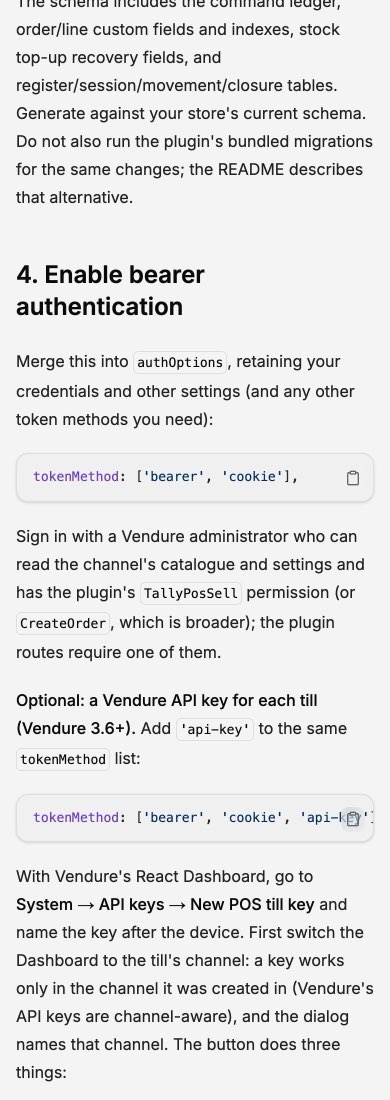 The schema includes the command ledger,
order/line custom fields and indexes, stock
top-up recovery fields, and
register/session/movement/closure tables.
Generate against your store's current schema.
Do not also run the plugin's bundled migrations
for the same changes; the README describes
that alternative.
4. Enable bearer
authentication
Merge this into authOptions, retaining your
credentials and other settings (and any other
token methods you need):
tokenMethod: ['bearer', 'cookie'],
Sign in with a Vendure administrator who can
read the channel's catalogue and settings and
has the plugin's TallyPosSell permission (or
CreateOrder, which is broader); the plugin
routes require one of them.
Optional: a Vendure API key for each till
(Vendure 3.6+). Add 'api-key' to the same
tokenMethod list:
tokenMethod: ['bearer', 'cookie', 'api-key']
With Vendure's React Dashboard, go to
System → API keys → New POS till key and
name the key after the device. First switch the
Dashboard to the till's channel: a key works
only in the channel it was created in (Vendure's
API keys are channel-aware), and the dialog
names that channel. The button does three
things: